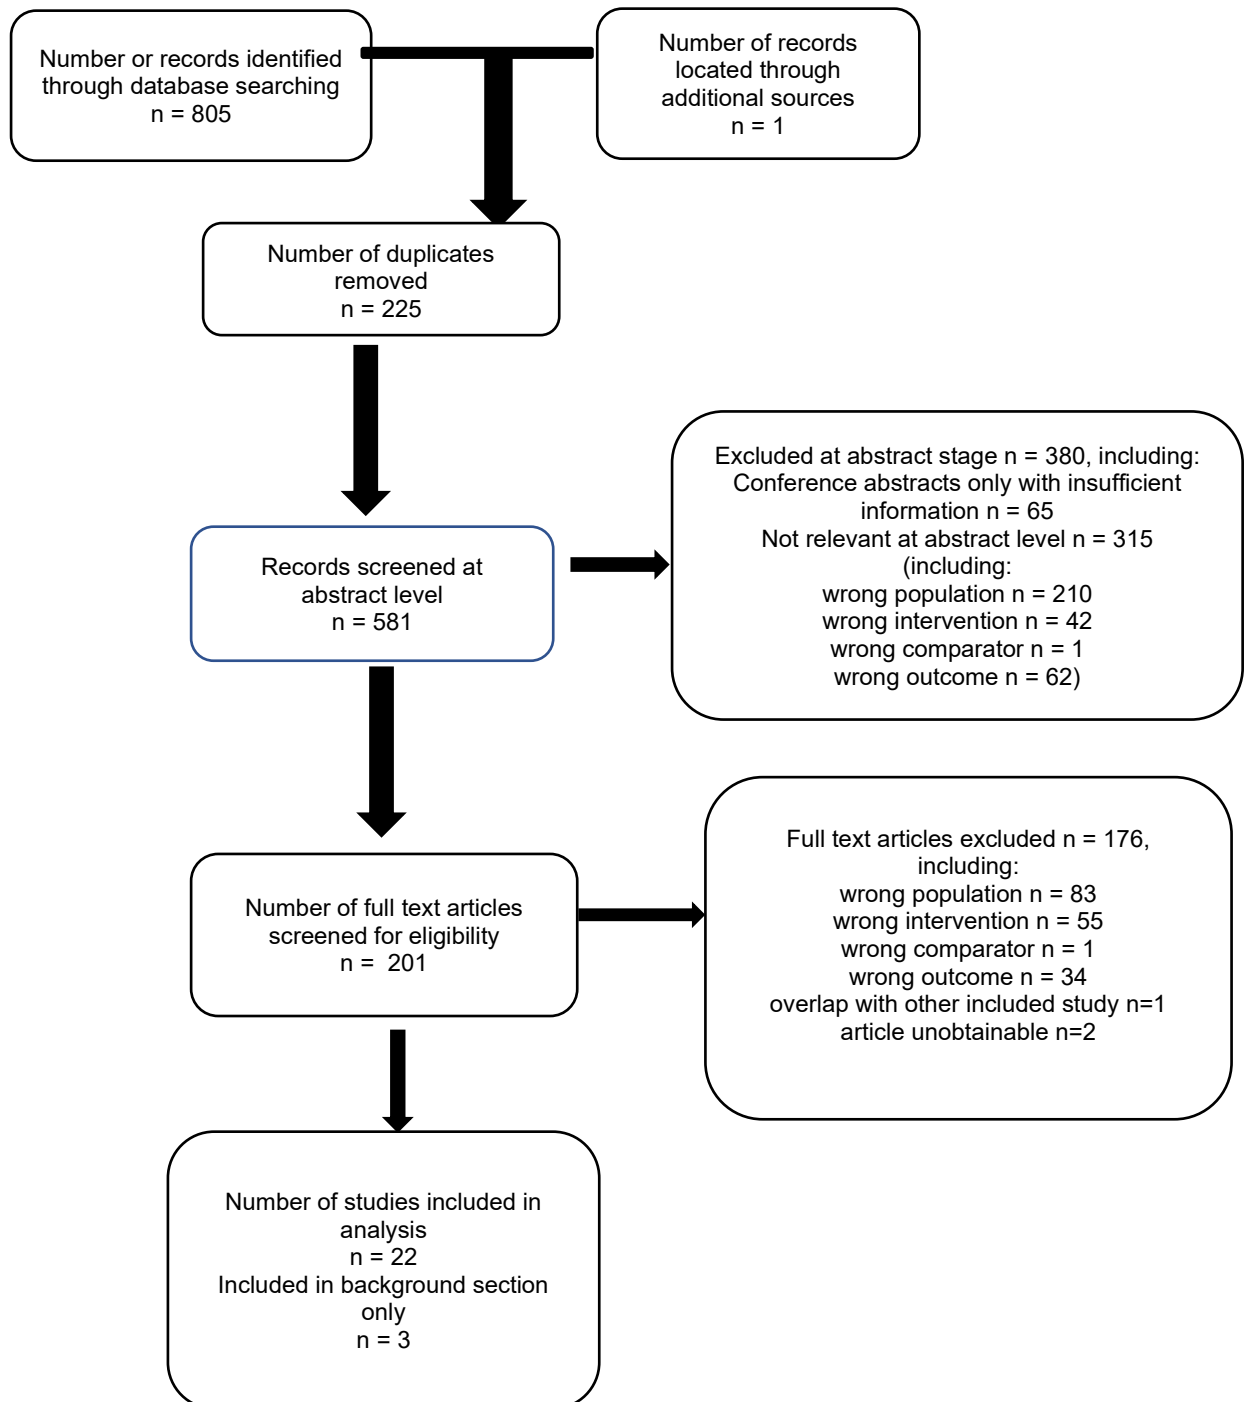 Number or records identified
through database searching
n = 805
Number of records
located through
additional sources
n = 1
Number of duplicates
removed
n = 225
Records screened at
abstract level
n = 581
Excluded at abstract stage n = 380, including:
Conference abstracts only with insufficient
information n = 65
Not relevant at abstract level n = 315
(including:
wrong population n = 210
wrong intervention n = 42
wrong comparator n = 1
wrong outcome n = 62)
Number of full text articles
screened for eligibility
n =  201
Full text articles excluded n = 176,
including:
wrong population n = 83
wrong intervention n = 55
wrong comparator n = 1
wrong outcome n = 34
overlap with other included study n=1
article unobtainable n=2
Number of studies included in
analysis
n = 22
Included in background section
only
n = 3